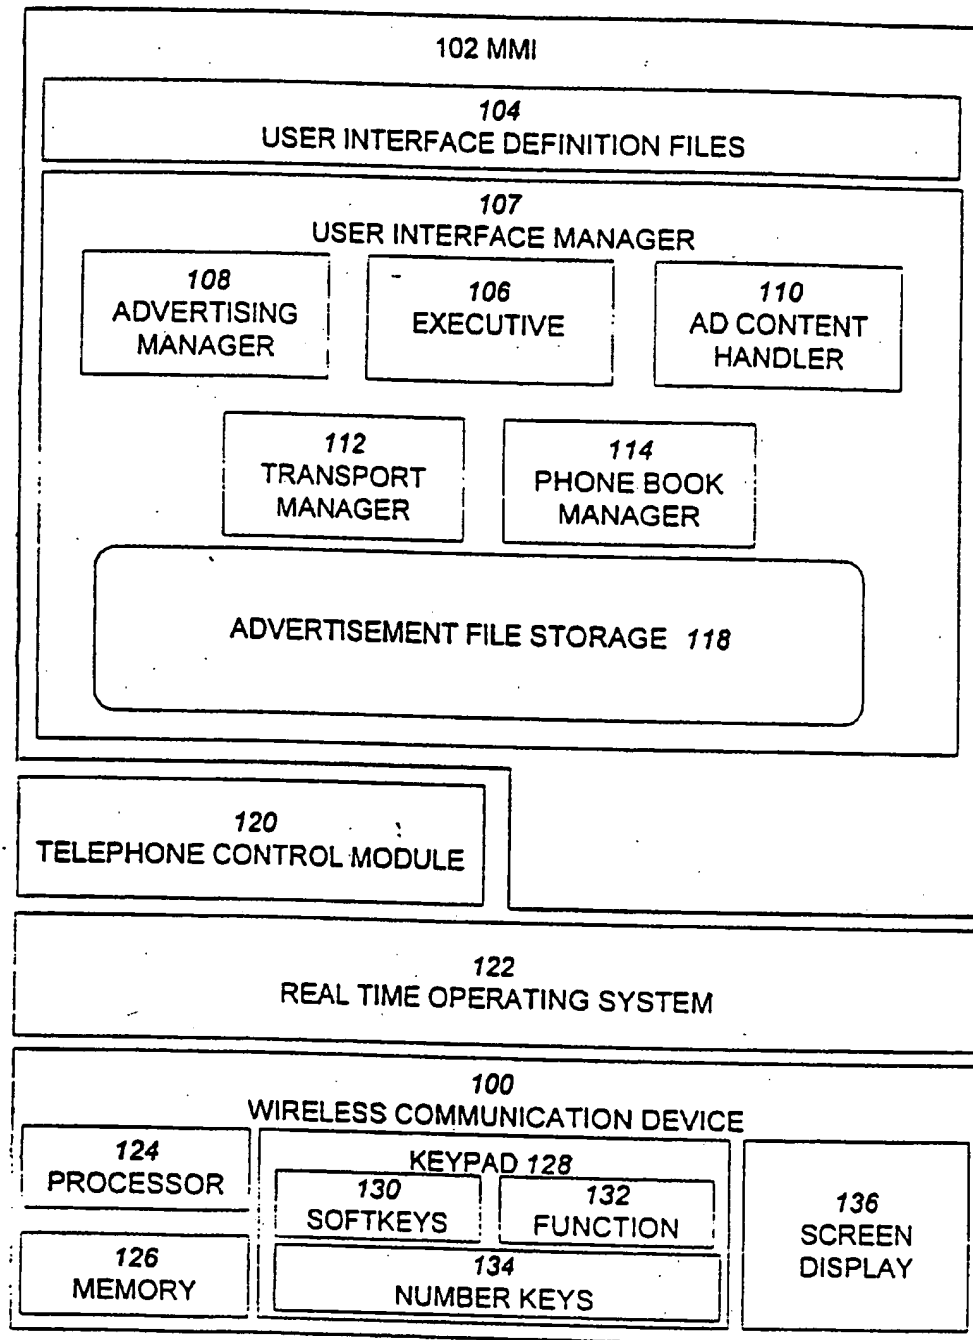 102 MMI
104
USER INTERFACE DEFINITION FILES
107
USER INTERFACE MANAGER
108
ADVERTISING
MANAGER
106
EXECUTIVE
110
AD CONTENT
HANDLER
112
TRANSPORT
MANAGER
114
PHONE BOOK
MANAGER
ADVERTISEMENT FILE STORAGE 118
120
TELEPHONE CONTROL MODULE
122
REAL TIME OPERATING SYSTEM
100
WIRELESS COMMUNICATION DEVICE
124
PROCESSOR
126
MEMORY
KEYPAD 128
130
SOFTKEYS
132
FUNCTION
134
NUMBER KEYS
136
SCREEN
DISPLAY